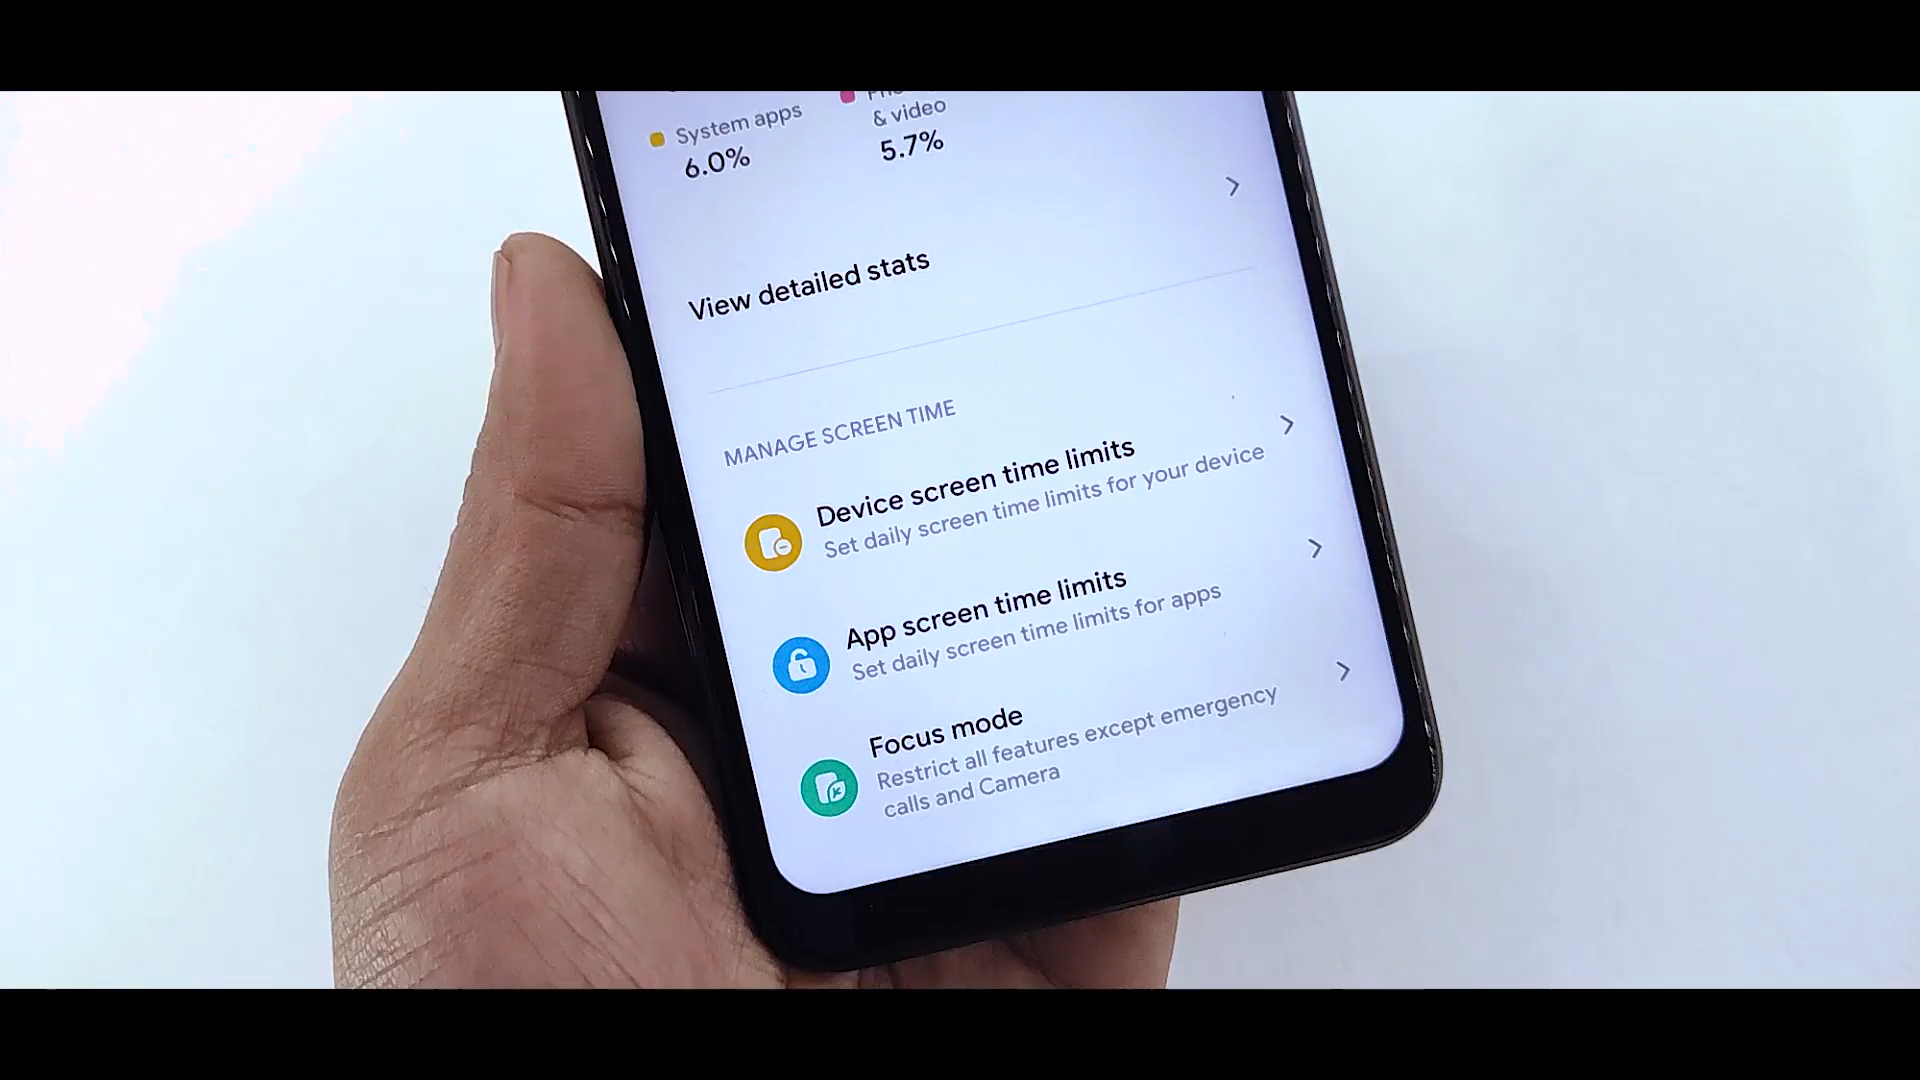 System apps
6.0%
& video
5.7%
View detailed stats
MANAGE SCREEN TIME
Device screen time limits
Set daily screen time limits for your device
App screen time limits
Set daily screen time limits for apps
Focus mode
Restrict all features except emergency
calls and Camera